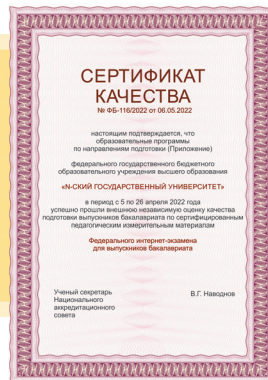 СЕРТИФИКАТ
КАЧЕСТВА
№ ФБ-116/2022 от 06.05.2022
настоящим подтверждается, что
образовательные программы
по направлениям подготовки (Приложение)
федерального государственного бюджетного
образовательного учреждения высшего образования
«N-СКИЙ ГОСУДАРСТВЕННЫЙ УНИВЕРСИТЕТ»
в период с 5 по 26 апреля 2022 года
успешно прошли внешнюю независимую оценку качества
подготовки выпускников бакалавриата по сертифицированным
педагогическим измерительным материалам
Федерального интернет-экзамена
для выпускников бакалавриата
Ученый секретарь
Национального
аккредитационного
совета
В.Г. Наводнов